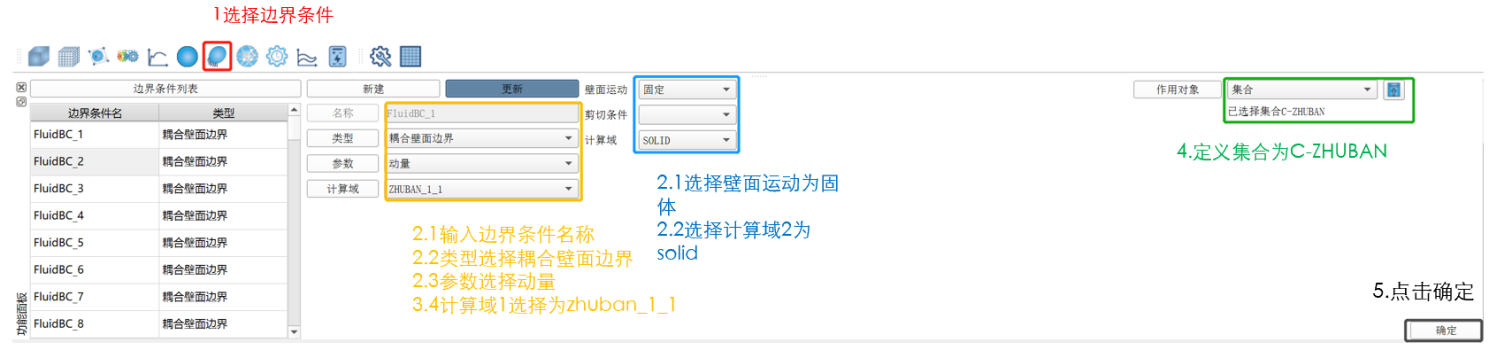 1选择边界条件
边界条件列表
新建
更新
壁面运动
固定
作用对象
集合
边界条件名
类型
名称
FluidBC_1
剪切条件
已选择集合C-ZHUBAN
FluidBC_1
耦合壁面边界
类型
耦合壁面边界
计算域
SOLID
FluidBC_2
耦合壁面边界
参数
动量
4.定义集合为C-ZHUBAN
FluidBC_3
耦合壁面边界
计算域
ZHUBAN_1_1
2.1选择壁面运动为固
体
2.2选择计算域2为
solid
FluidBC_4
耦合壁面边界
FluidBC_5
耦合壁面边界
FluidBC_6
耦合壁面边界
FluidBC_7
耦合壁面边界
FluidBC_8
耦合壁面边界
2.1输入边界条件名称
2.2类型选择耦合壁面边界
2.3参数选择动量
3.4计算域1选择为zhuban_1_1
功能面板
5.点击确定
确定